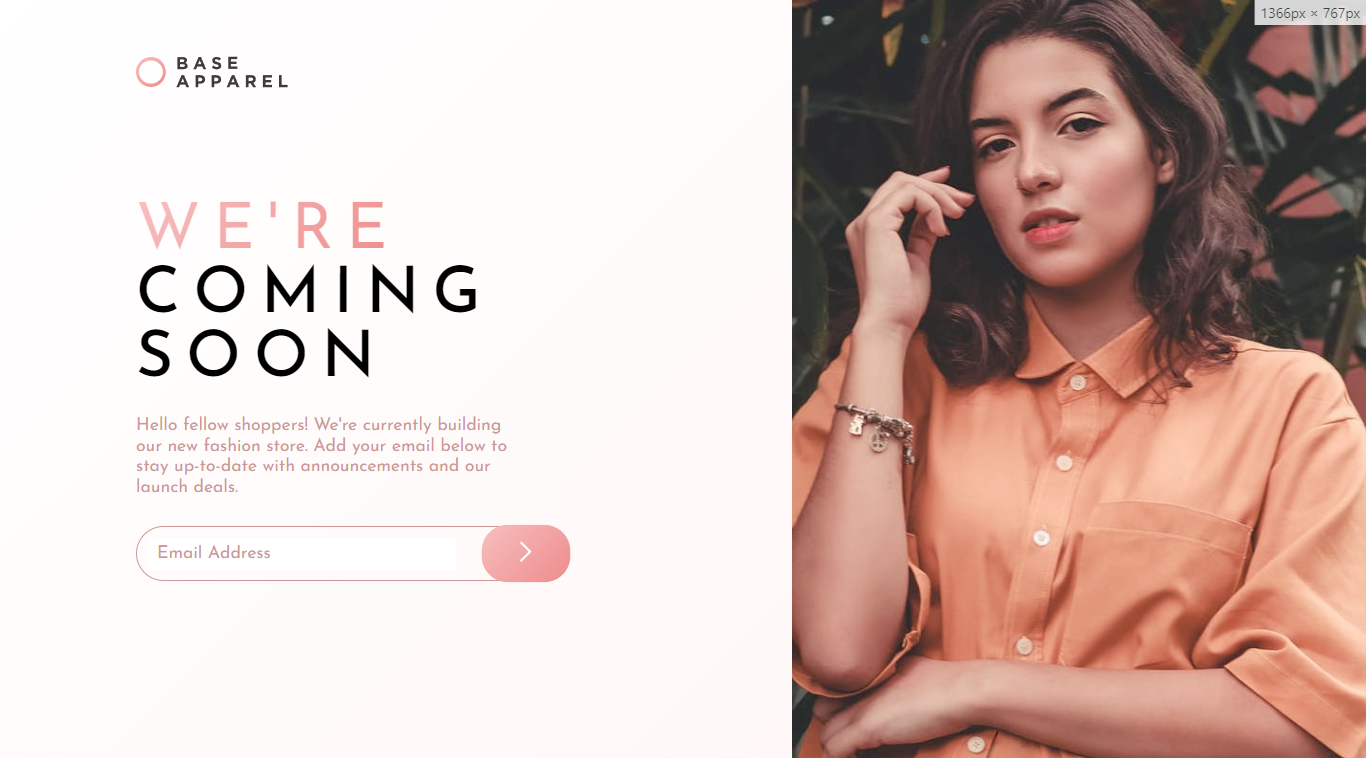 1366px × 767px
BASE
APPAREL
WE'RE
COMING
SOON
Hello fellow shoppers! We're currently building
our new fashion store. Add your email below to
stay up-to-date with announcements and our
launch deals.
Email Address